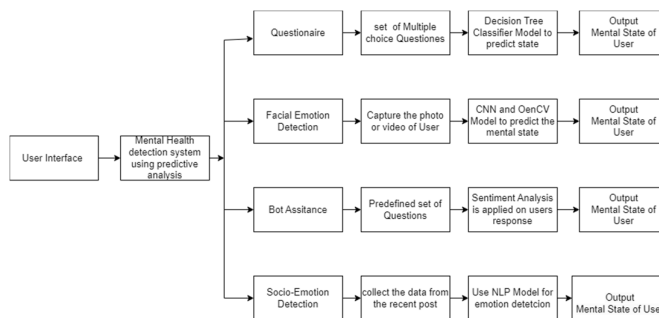 Questionaire
set of Multiple
choice Questiones
Decision Tree
Classifier Model to
predict state
Output
Mental State of
User
Facial Emotion
Detection
Capture the photo
or video of User
CNN and OenCV
Model to predict the
mental state
Output
Mental State of
User
User Interface
Mental Health
detection system
using predictive
analysis
Bot Assitance
Predefined set of
Questions
Sentiment Analysis
is applied on users
response
Output
Mental State of
User
Socio-Emotion
Detection
collect the data from
the recent post
Use NLP Model for
emotion detetcion
Output
Mental State of User